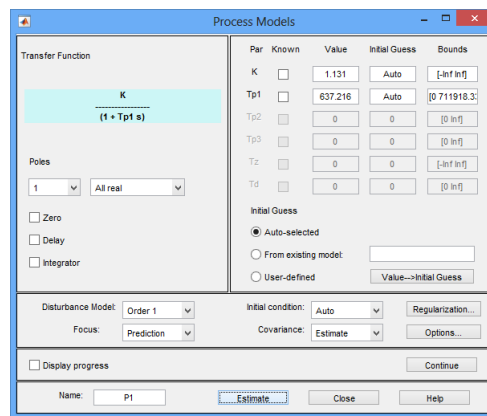 Process Models
Transfer Function
K
-----------------
(1 + Tp1 s)
Poles
1 All real
Zero
Delay
Integrator
Par Known Value Initial Guess Bounds
K 1.131 Auto [-Inf Inf]
Tp1 637.216 Auto [0 711918.33
Tp2 0 0 [0 Inf]
Tp3 0 0 [0 Inf]
Tz 0 0 [-Inf Inf]
Td 0 0 [0 Inf]
Initial Guess
Auto-selected
From existing model:
User-defined Value-->Initial Guess
Disturbance Model: Order 1 Initial condition: Auto Regularization...
Focus: Prediction Covariance: Estimate Options...
Display progress Continue
Name: P1 Estimate Close Help